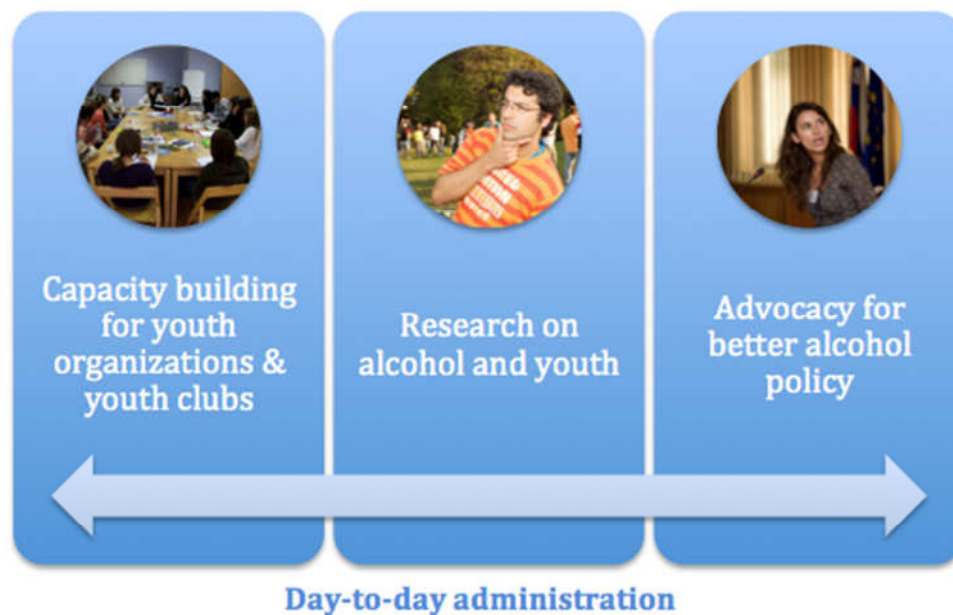 Capacity building
for youth
organizations &
youth clubs
Research on
alcohol and youth
Advocacy for
better alcohol
policy
Day-to-day administration